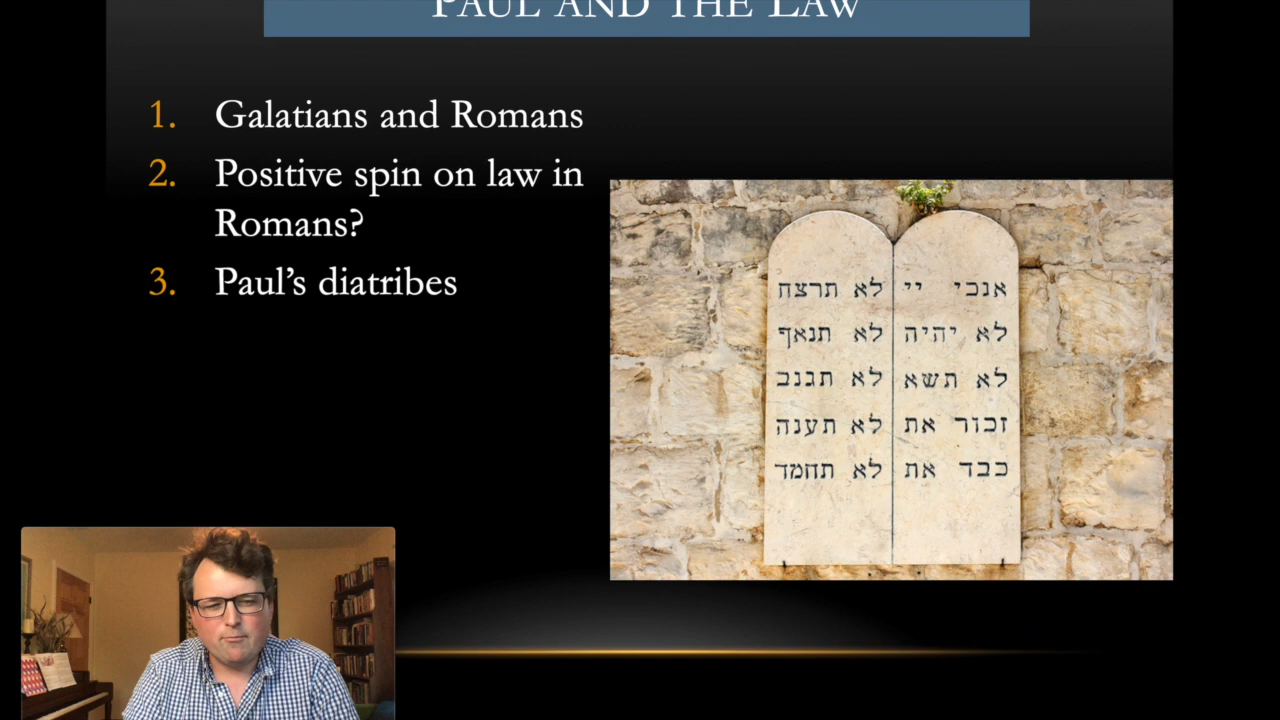 PAUL AND THE LAW
1. Galatians and Romans
2. Positive spin on law in
Romans?
3. Paul's diatribes
אנכי יי
לא יהיה
לא תשא
זכור את
כבד את
לא תרצח
לא תנאף
לא תגנב
לא תענה
לא תחמד